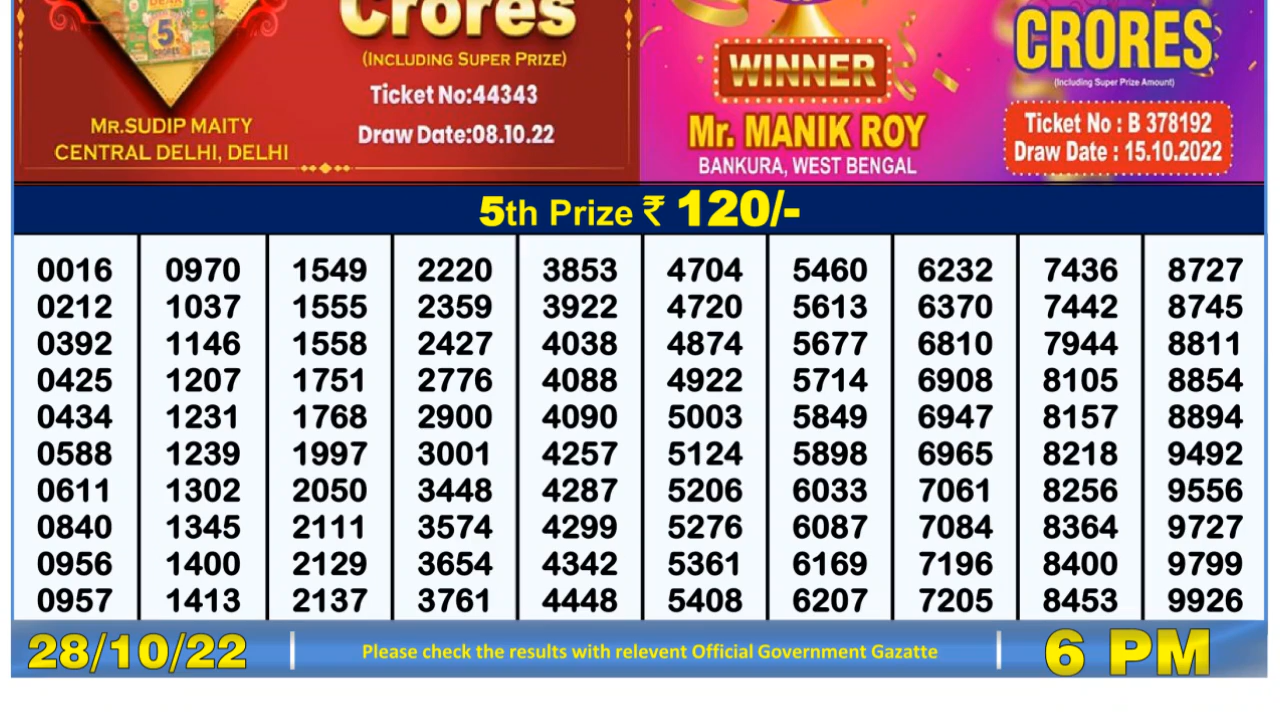 DEAR
5
CRORES
Crores
(INCLUDING SUPER PRIZE)
Ticket No:44343
Draw Date:08.10.22
MR.SUDIP MAITY
CENTRAL DELHI, DELHI
WINNER
Mr. MANIK ROY
BANKURA, WEST BENGAL
CRORES
(Including Super Prize Amount)
Ticket No : B 378192
Draw Date : 15.10.2022
5th Prize ₹ 120/-
0016 0970 1549 2220 3853 4704 5460 6232 7436 8727
0212 1037 1555 2359 3922 4720 5613 6370 7442 8745
0392 1146 1558 2427 4038 4874 5677 6810 7944 8811
0425 1207 1751 2776 4088 4922 5714 6908 8105 8854
0434 1231 1768 2900 4090 5003 5849 6947 8157 8894
0588 1239 1997 3001 4257 5124 5898 6965 8218 9492
0611 1302 2050 3448 4287 5206 6033 7061 8256 9556
0840 1345 2111 3574 4299 5276 6087 7084 8364 9727
0956 1400 2129 3654 4342 5361 6169 7196 8400 9799
0957 1413 2137 3761 4448 5408 6207 7205 8453 9926
28/10/22 | Please check the results with relevent Official Government Gazatte | 6 PM